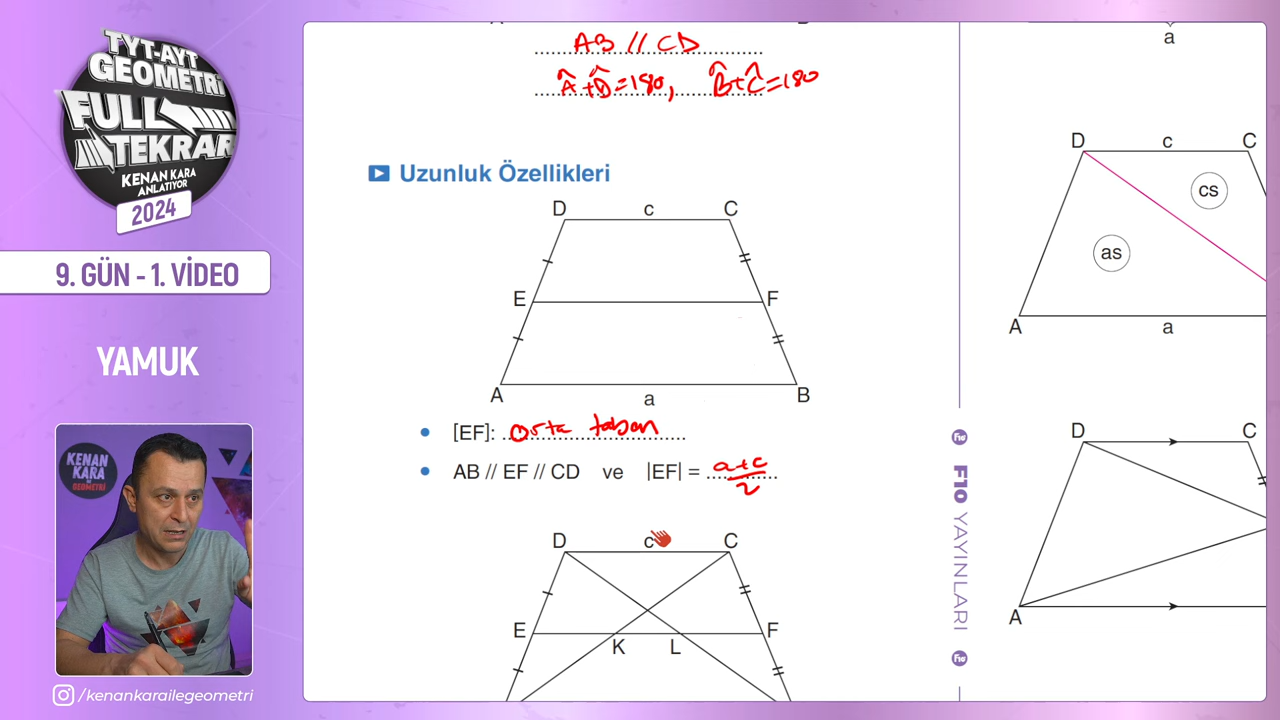 TYT-AYT
GEOMETRİ
FULL
TEKRAR
KENAN KARA
ANLATIYOR
2024
9. GÜN - 1. VİDEO
YAMUK
KENAN
KARA
İLE GEOMETRİ
/kenankarailegeometri
AB // CD
Â + D̂ = 180, B̂ + Ĉ = 180
Uzunluk Özellikleri
D c C
E F
A a B
[EF]: Orta taban
AB // EF // CD ve |EF| = a+c/2
D c C
E K L F
a
D c C
cs
as
A a
D C
A
F10 YAYINLARI